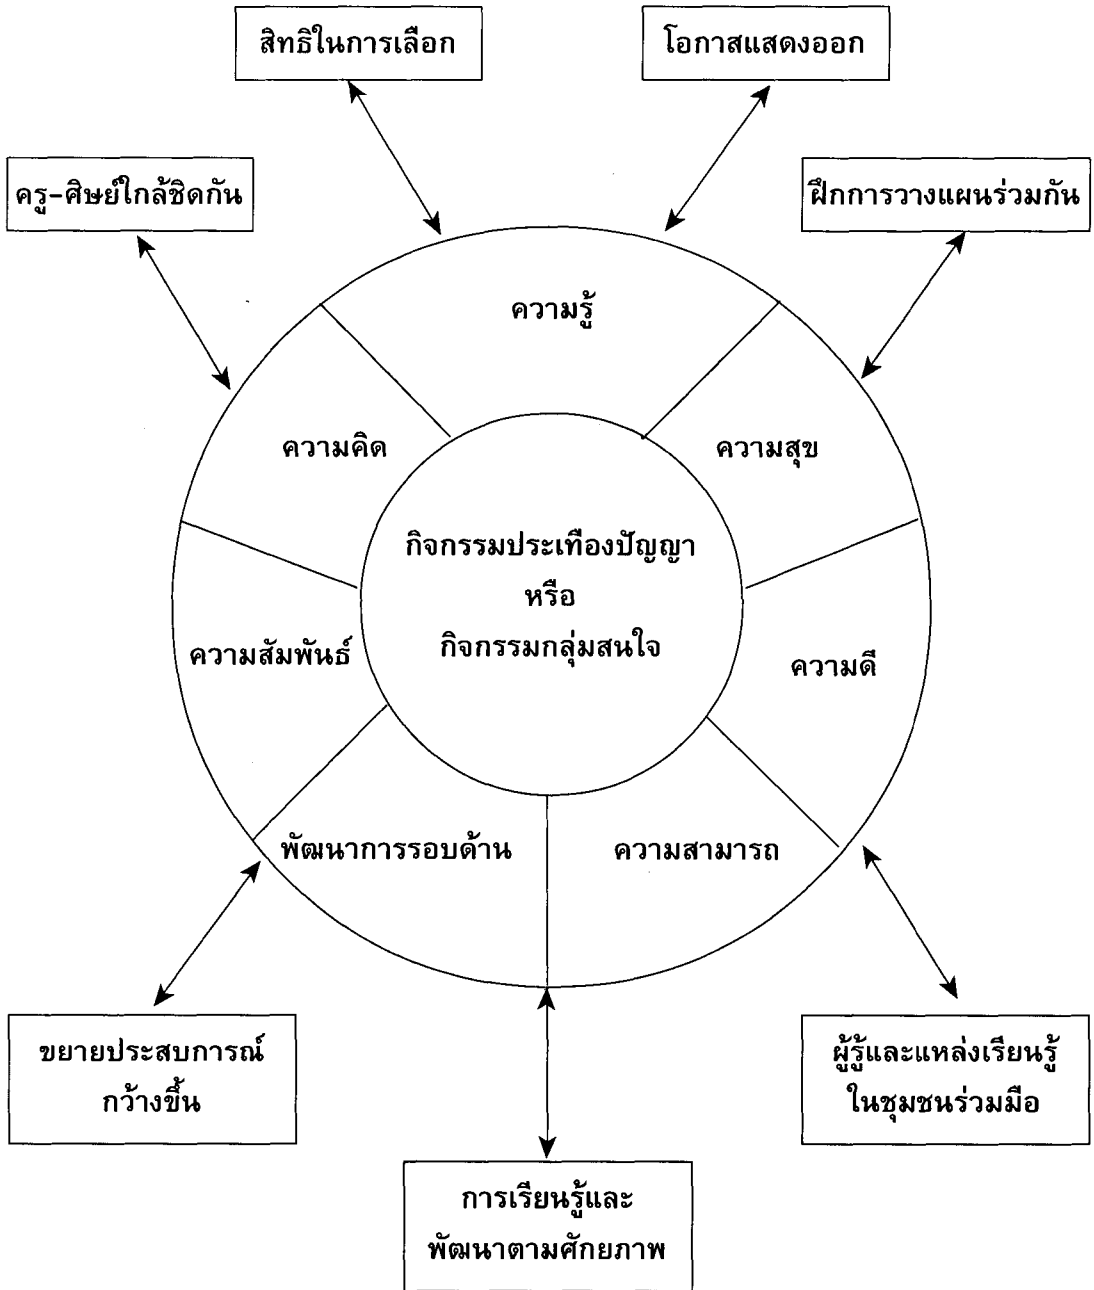 สิทธิในการเลือก
โอกาสแสดงออก
ครู-ศิษย์ใกล้ชิดกัน
ฝึกการวางแผนร่วมกัน
ความรู้
ความคิด
ความสุข
กิจกรรมประเทืองปัญญา
หรือ
กิจกรรมกลุ่มสนใจ
ความสัมพันธ์
ความดี
พัฒนาการรอบด้าน
ความสามารถ
ขยายประสบการณ์
กว้างขึ้น
ผู้รู้และแหล่งเรียนรู้
ในชุมชนร่วมมือ
การเรียนรู้และ
พัฒนาตามศักยภาพ